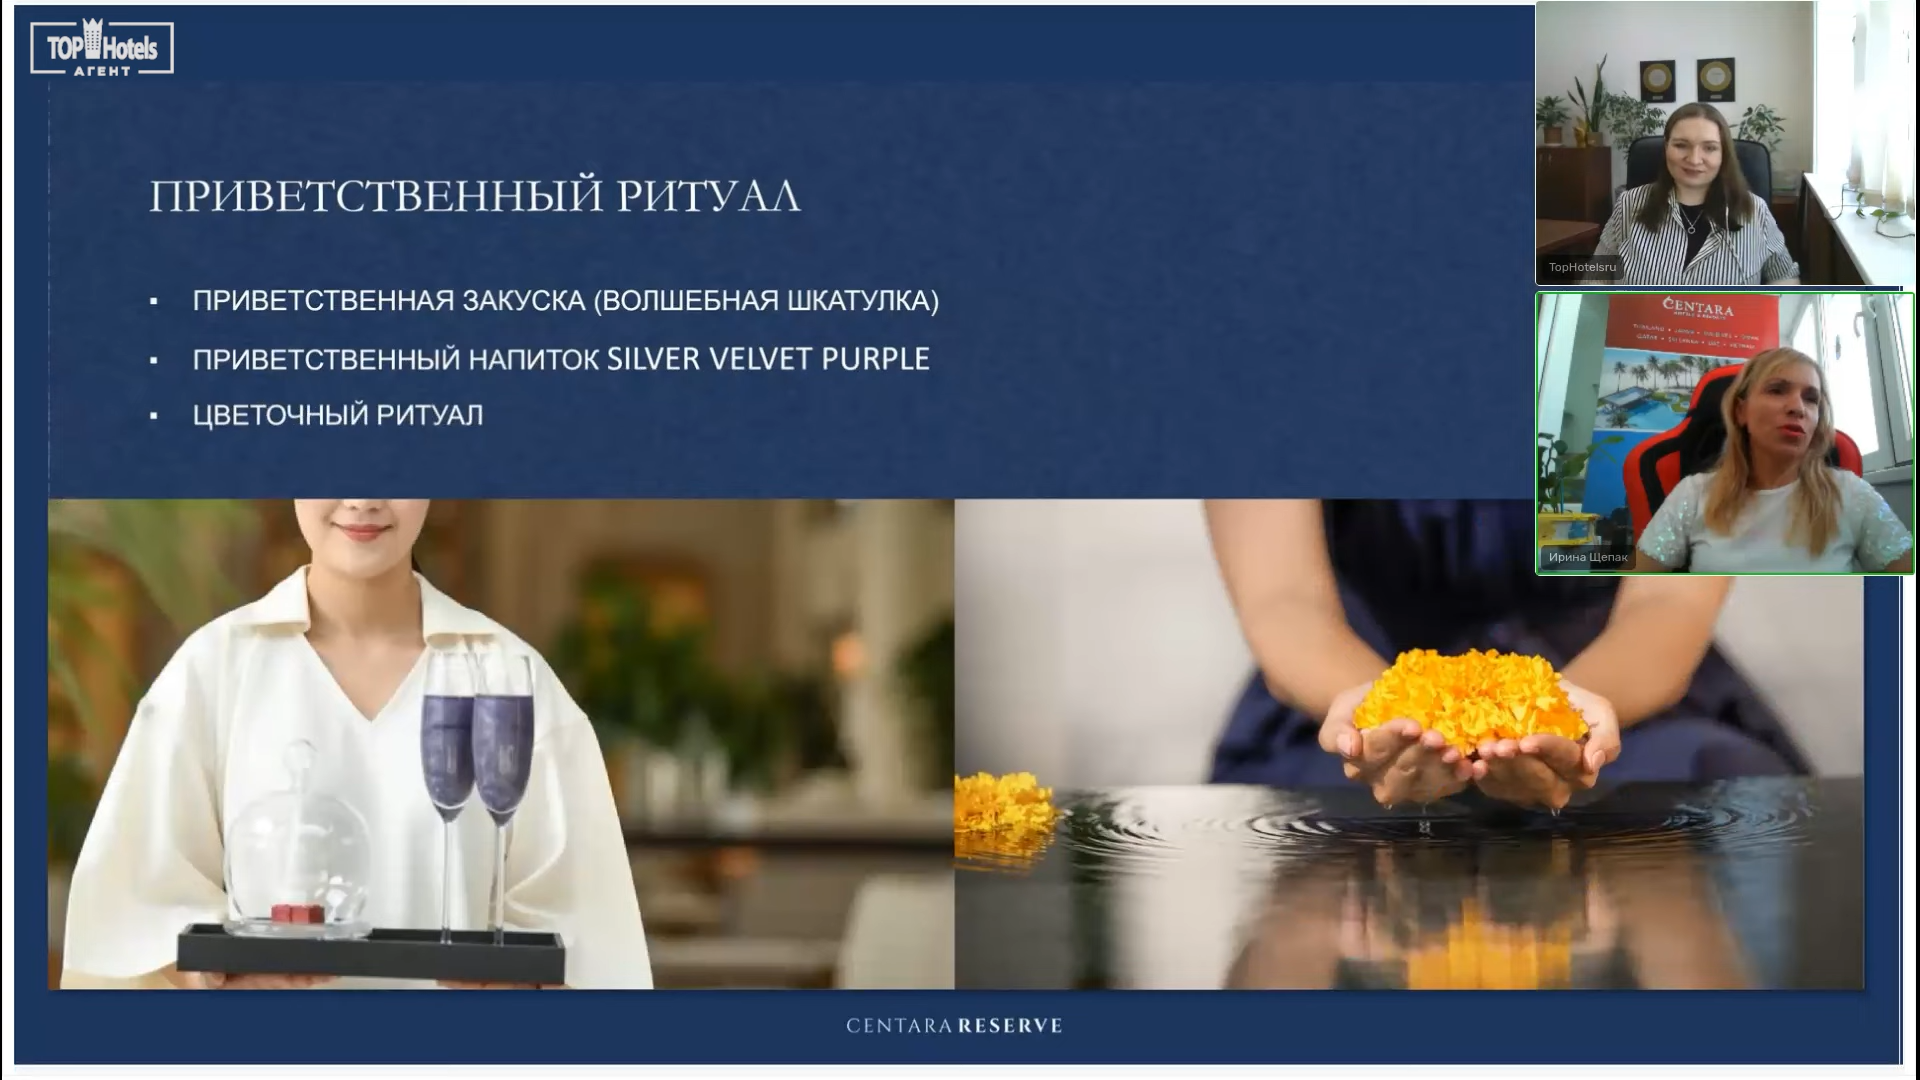 TOP Hotels
АГЕНТ
ПРИВЕТСТВЕННЫЙ РИТУАЛ
▪ ПРИВЕТСТВЕННАЯ ЗАКУСКА (ВОЛШЕБНАЯ ШКАТУЛКА)
▪ ПРИВЕТСТВЕННЫЙ НАПИТОК SILVER VELVET PURPLE
▪ ЦВЕТОЧНЫЙ РИТУАЛ
CENTARA RESERVE
TopHotelsru
CENTARA
Ирина Щепак